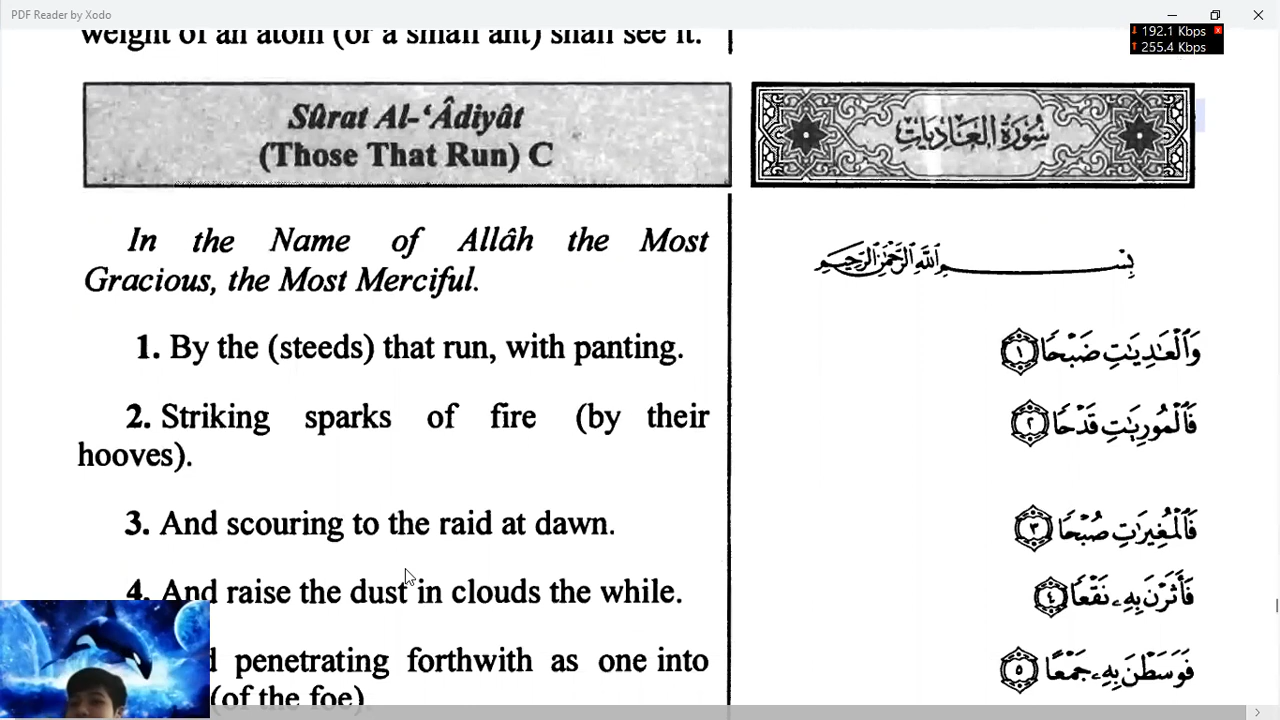 PDF Reader by Xodo
192.1 Kbps
255.4 Kbps
weight of an atom (or a small ant) shall see it.
Sûrat Al-‘Âdiyât
(Those That Run) C
سُورَةُ العَادِيَاتِ
In the Name of Allâh the Most
Gracious, the Most Merciful.
بِسْمِ ٱللَّهِ ٱلرَّحْمَٰنِ ٱلرَّحِيمِ
1. By the (steeds) that run, with panting.
وَٱلْعَٰدِيَٰتِ ضَبْحًا ١
2. Striking sparks of fire (by their
hooves).
فَٱلْمُورِيَٰتِ قَدْحًا ٢
3. And scouring to the raid at dawn.
فَٱلْمُغِيرَٰتِ صُبْحًا ٣
4. And raise the dust in clouds the while.
فَأَثَرْنَ بِهِۦ نَقْعًا ٤
penetrating forthwith as one into
(of the foe).
فَوَسَطْنَ بِهِۦ جَمْعًا ٥